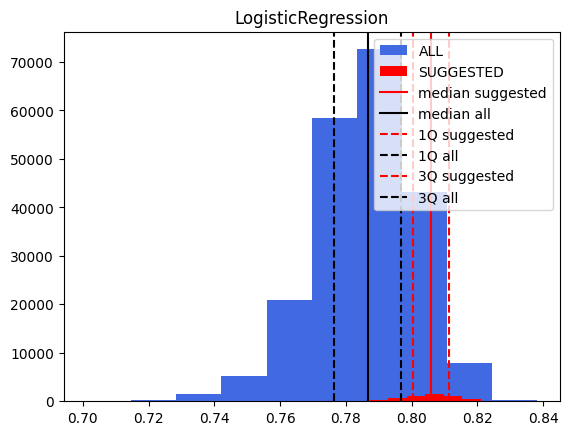 LogisticRegression
ALL
SUGGESTED
median suggested
median all
1Q suggested
1Q all
3Q suggested
3Q all
70000
60000
50000
40000
30000
20000
10000
0
0.70 0.72 0.74 0.76 0.78 0.80 0.82 0.84